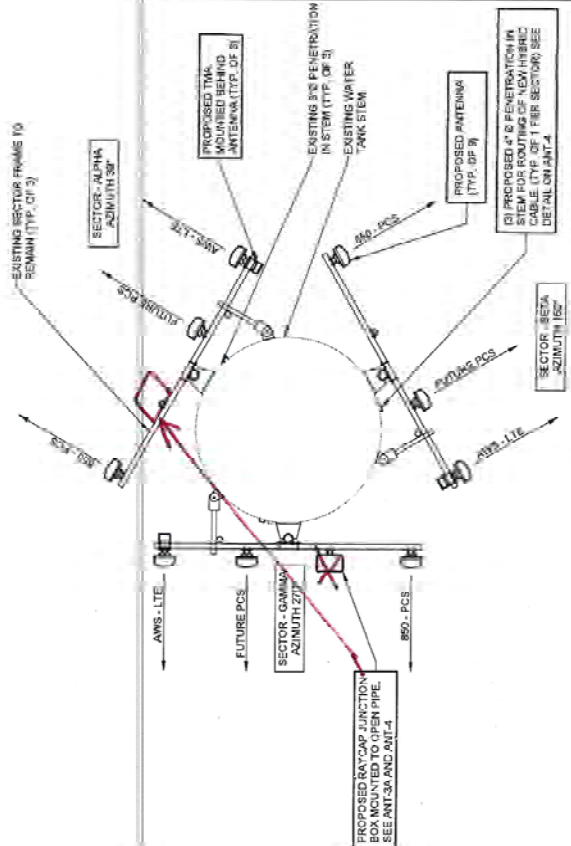 EXISTING SECTOR FRAME TO
REMAIN (TYP. OF 3)
SECTOR - ALPHA
AZIMUTH 30°
PROPOSED TMA
MOUNTED BEHIND
ANTENNA (TYP. OF 3)
EXISTING 3"Ø PENETRATION
IN STEM (TYP. OF 3)
EXISTING WATER
TANK STEM
PROPOSED ANTENNA
(TYP. OF 9)
(3) PROPOSED 4" Ø PENETRATION IN
STEM FOR ROUTING OF NEW HYBRID
CABLE. (TYP. OF 1 PER SECTOR) SEE
DETAIL ON ANT-4
SECTOR - BETA
AZIMUTH 150°
850 - PCS
FUTURE PCS
AWS - LTE
850 - PCS
FUTURE PCS
AWS - LTE
AWS - LTE
FUTURE PCS
SECTOR - GAMMA
AZIMUTH 270°
850 - PCS
PROPOSED RAYCAP JUNCTION
BOX MOUNTED TO OPEN PIPE.
SEE ANT-3A AND ANT-4